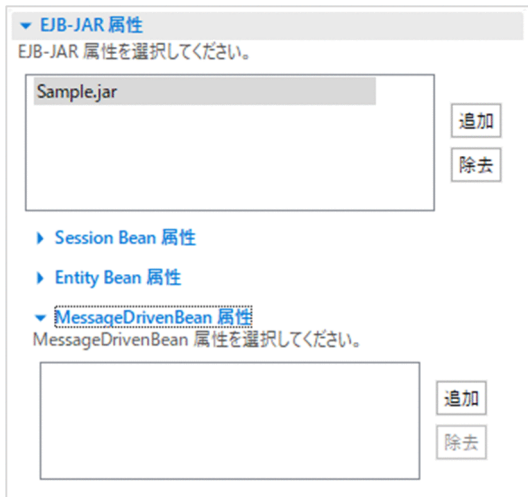 EJB-JAR 属性
EJB-JAR 属性を選択してください。
Sample.jar
追加
除去
Session Bean 属性
Entity Bean 属性
MessageDrivenBean 属性
MessageDrivenBean 属性を選択してください。
追加
除去